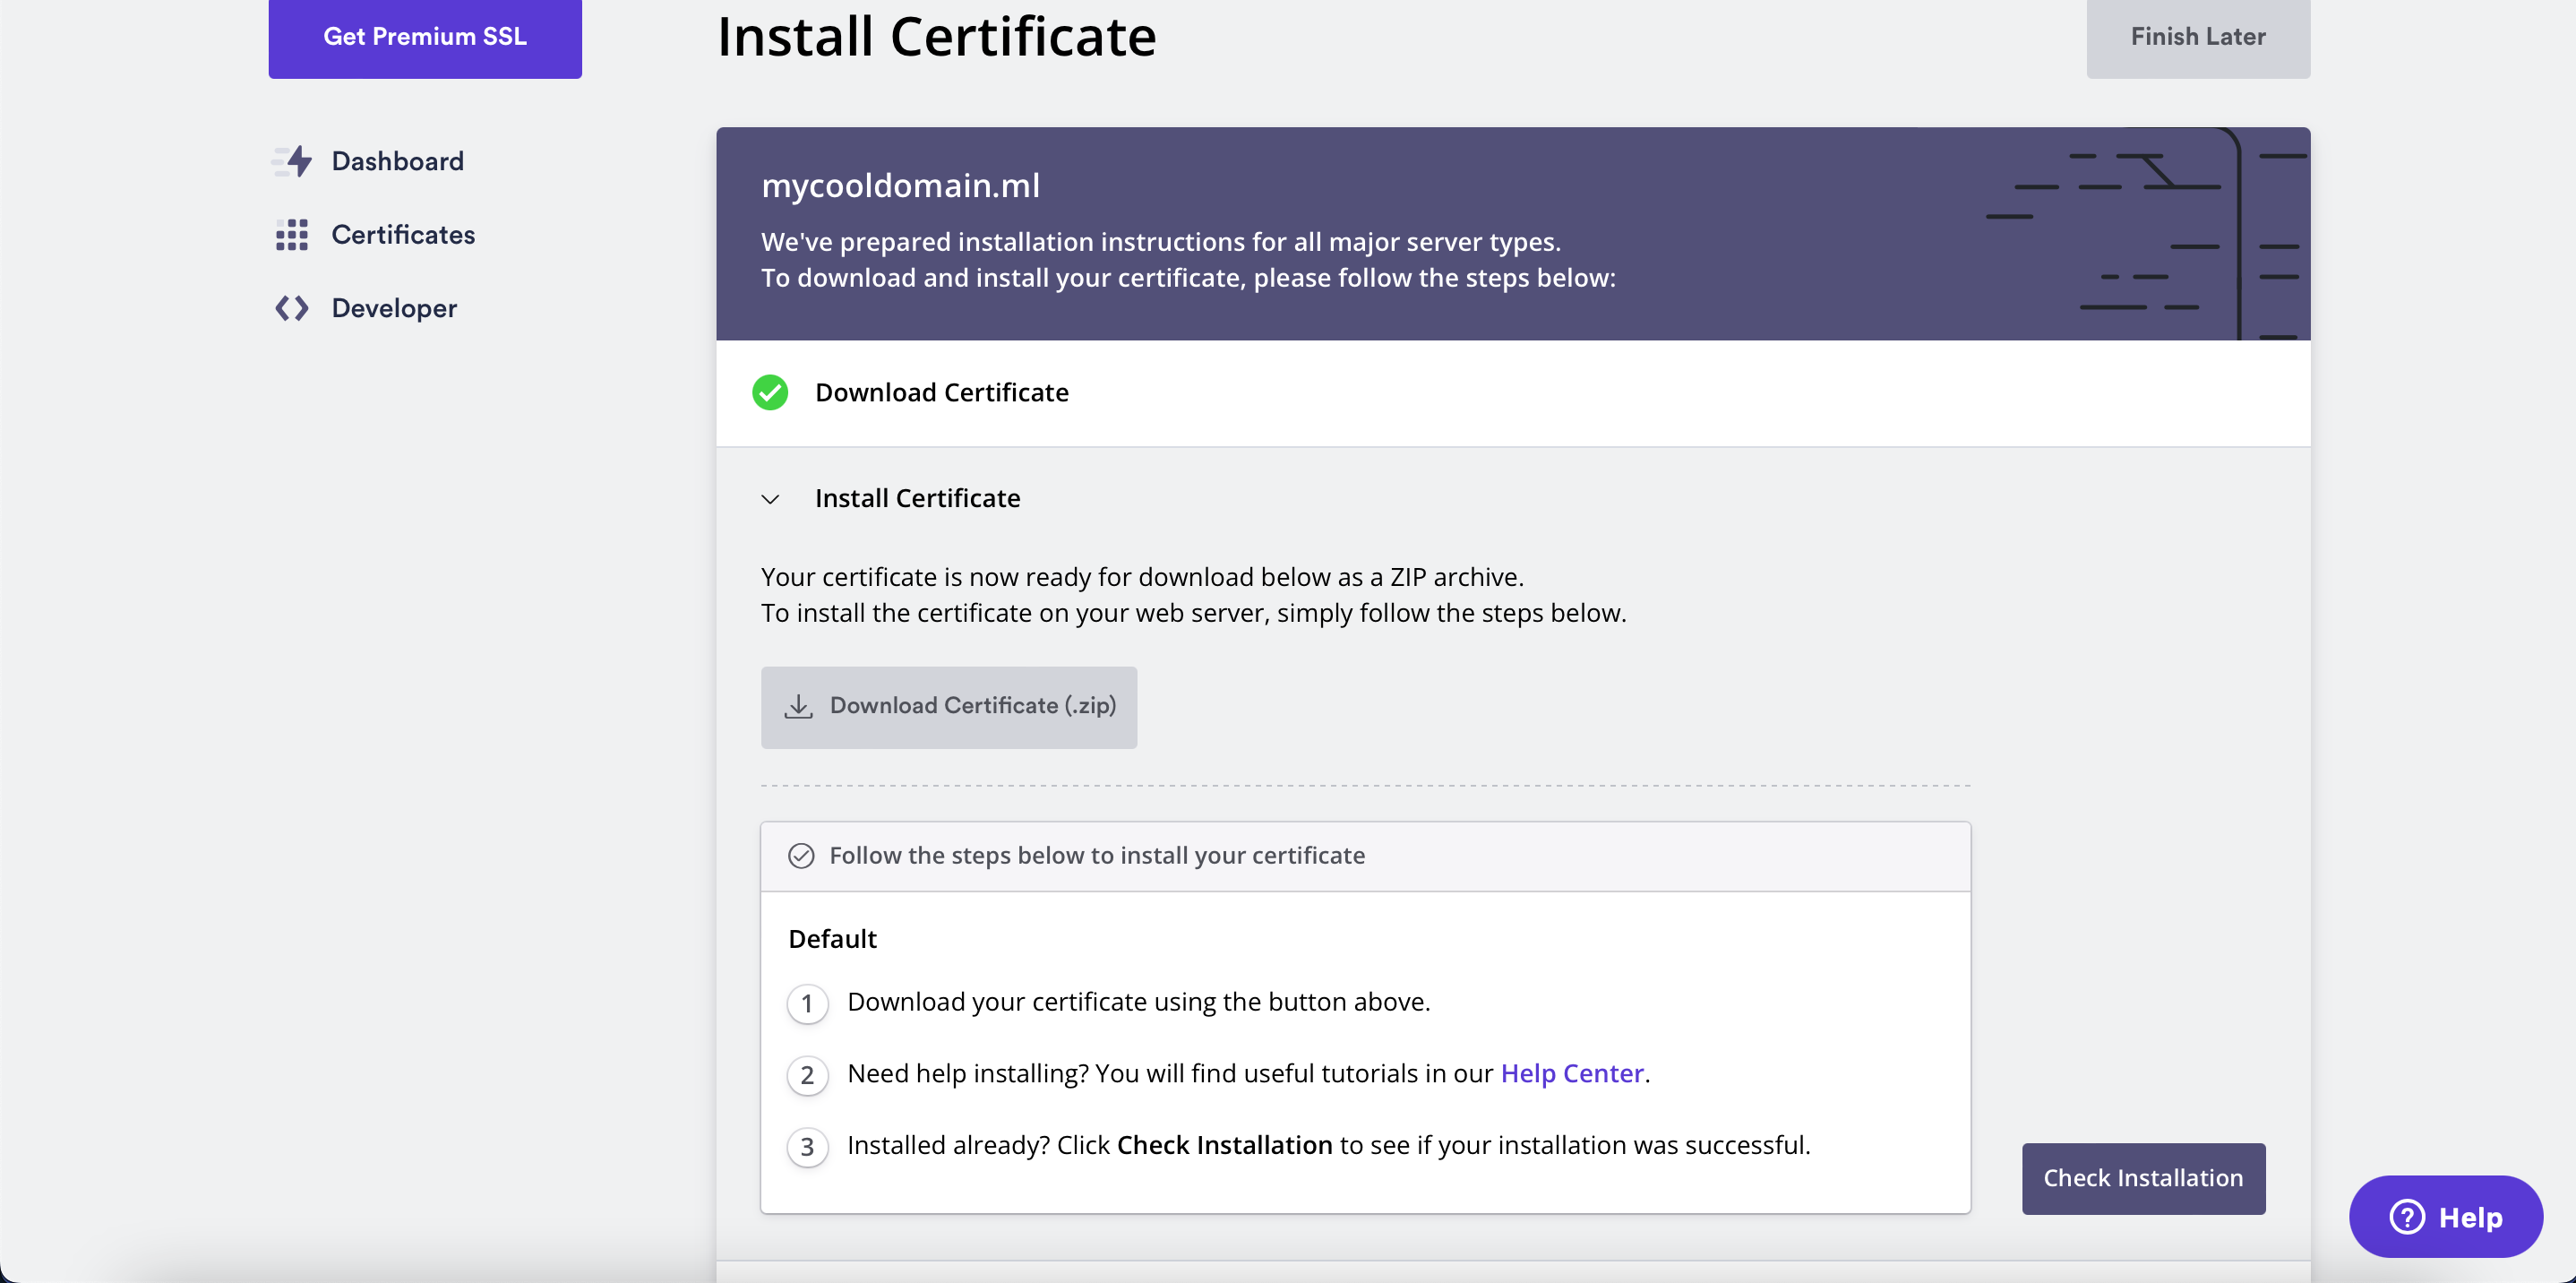 Get Premium SSL
Install Certificate
Finish Later
Dashboard
Certificates
Developer
mycooldomain.ml
We've prepared installation instructions for all major server types.
To download and install your certificate, please follow the steps below:
Download Certificate
Install Certificate
Your certificate is now ready for download below as a ZIP archive.
To install the certificate on your web server, simply follow the steps below.
Download Certificate (.zip)
Follow the steps below to install your certificate
Default
1 Download your certificate using the button above.
2 Need help installing? You will find useful tutorials in our Help Center.
3 Installed already? Click Check Installation to see if your installation was successful.
Check Installation
Help